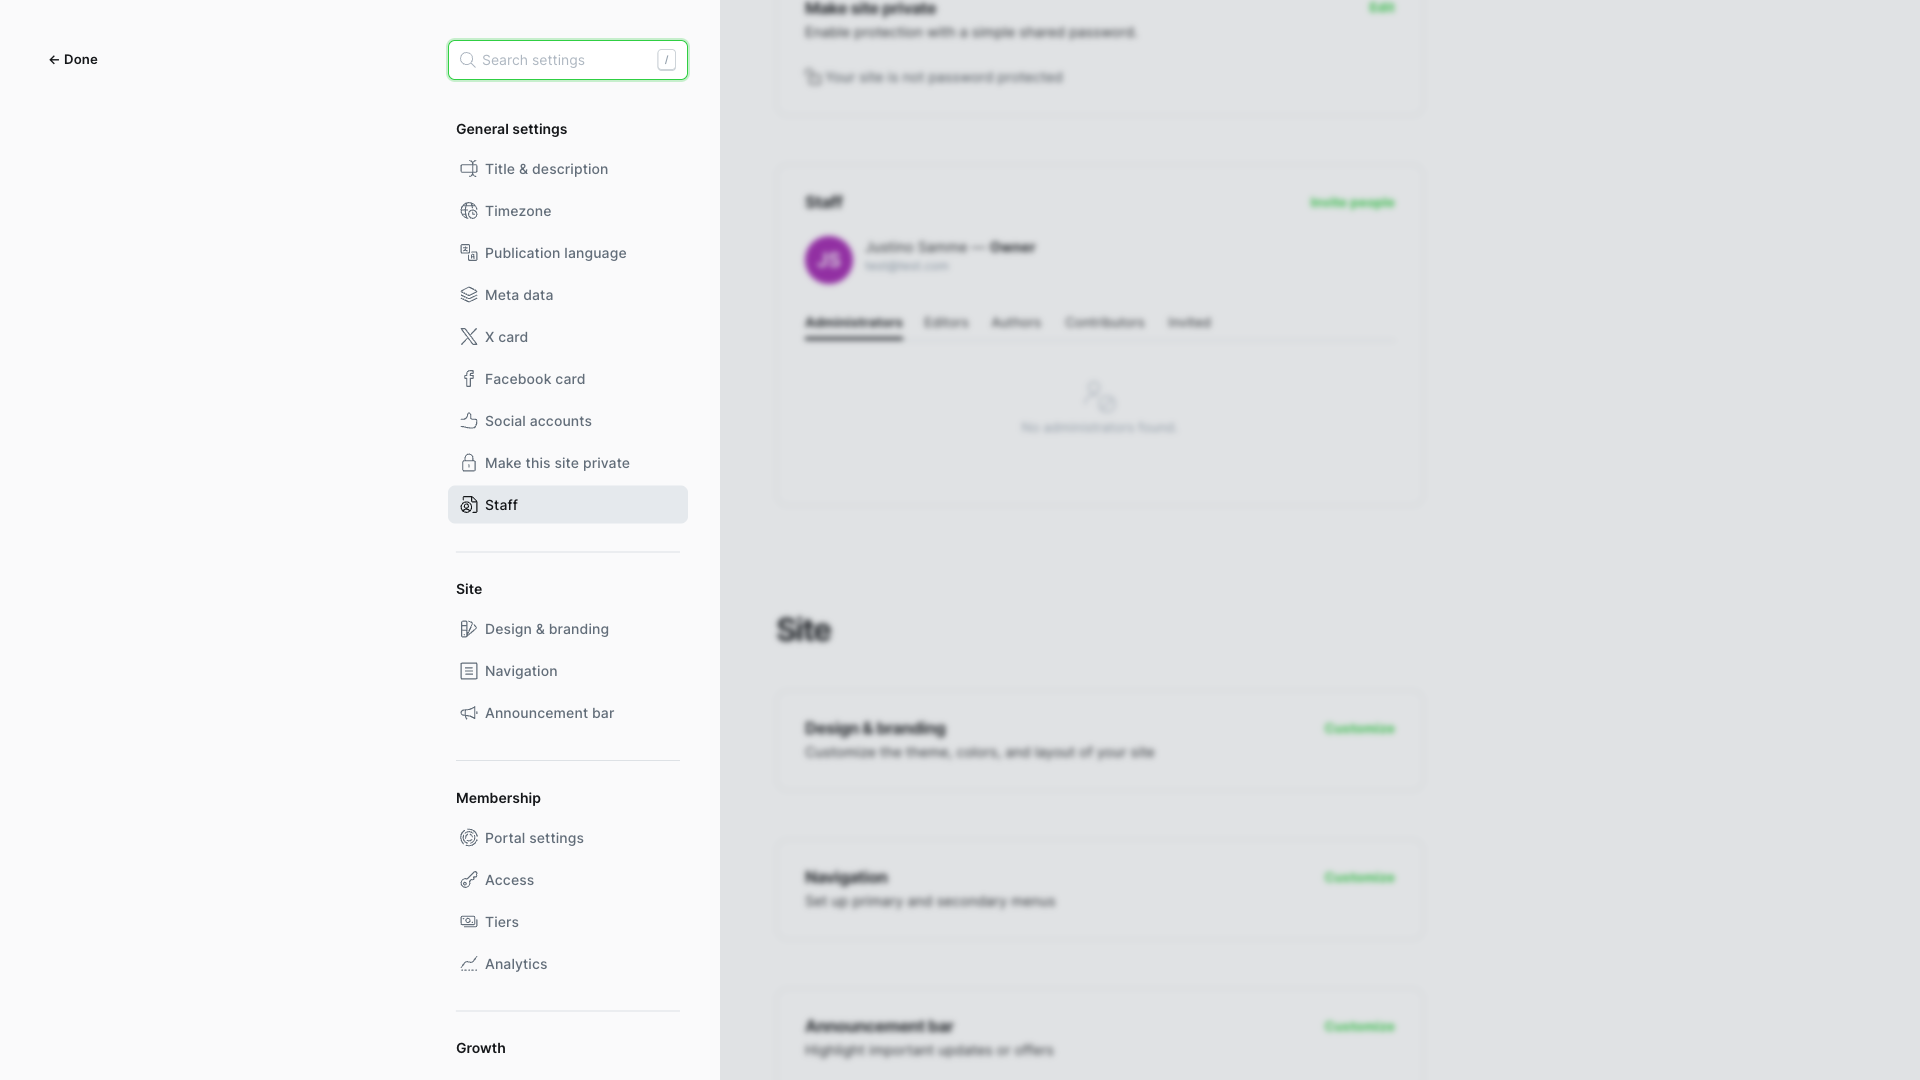 ← Done
Search settings /
General settings
Title & description
Timezone
Publication language
Meta data
X card
Facebook card
Social accounts
Make this site private
Staff
Site
Design & branding
Navigation
Announcement bar
Membership
Portal settings
Access
Tiers
Analytics
Growth
Make site private Edit
Enable protection with a simple shared password.
Your site is not password protected
Staff Invite people
JS
Justino Samme — Owner
test@test.com
Administrators Editors Authors Contributors Invited
No administrators found.
Site
Design & branding Customize
Customize the theme, colors, and layout of your site
Navigation Customize
Set up primary and secondary menus
Announcement bar Customize
Highlight important updates or offers